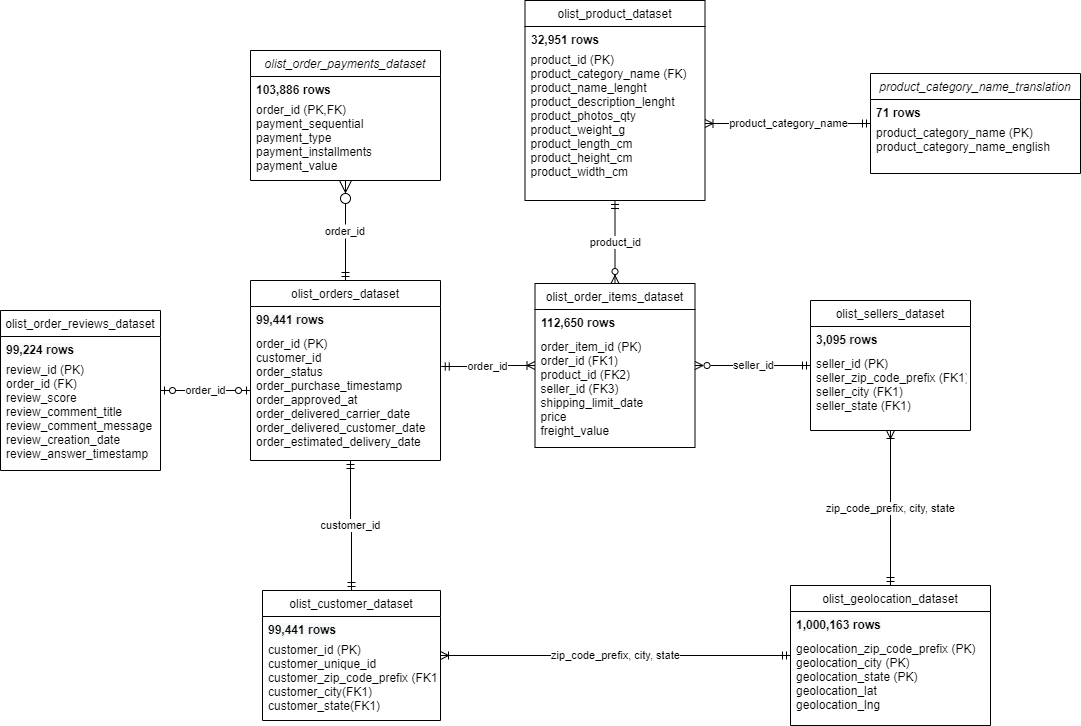 olist_product_dataset
32,951 rows
product_id (PK)
product_category_name (FK)
product_name_lenght
product_description_lenght
product_photos_qty
product_weight_g
product_length_cm
product_height_cm
product_width_cm
olist_order_payments_dataset
103,886 rows
order_id (PK,FK)
payment_sequential
payment_type
payment_installments
payment_value
product_category_name
product_category_name_translation
71 rows
product_category_name (PK)
product_category_name_english
order_id
product_id
olist_order_reviews_dataset
99,224 rows
review_id (PK)
order_id (FK)
review_score
review_comment_title
review_comment_message
review_creation_date
review_answer_timestamp
order_id
olist_orders_dataset
99,441 rows
order_id (PK)
customer_id
order_status
order_purchase_timestamp
order_approved_at
order_delivered_carrier_date
order_delivered_customer_date
order_estimated_delivery_date
order_id
olist_order_items_dataset
112,650 rows
order_item_id (PK)
order_id (FK1)
product_id (FK2)
seller_id (FK3)
shipping_limit_date
price
freight_value
seller_id
olist_sellers_dataset
3,095 rows
seller_id (PK)
seller_zip_code_prefix (FK1)
seller_city (FK1)
seller_state (FK1)
customer_id
zip_code_prefix, city, state
olist_customer_dataset
99,441 rows
customer_id (PK)
customer_unique_id
customer_zip_code_prefix (FK1
customer_city(FK1)
customer_state(FK1)
zip_code_prefix, city, state
olist_geolocation_dataset
1,000,163 rows
geolocation_zip_code_prefix (PK)
geolocation_city (PK)
geolocation_state (PK)
geolocation_lat
geolocation_lng